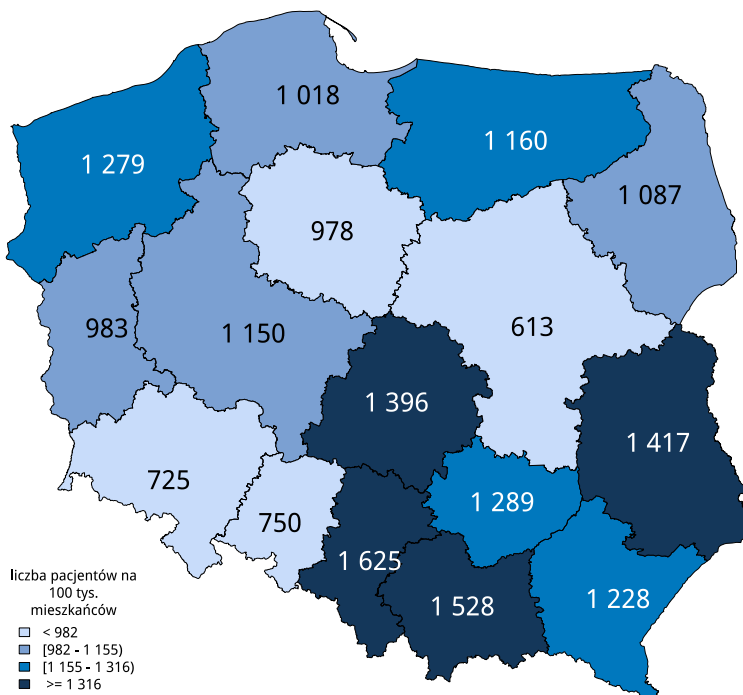 1 018
1 160
1 279
1 087
978
983
1 150
613
1 396
1 417
725
1 289
750
1 625
1 528
1 228
liczba pacjentów na
100 tys.
mieszkańców
< 982
[982 - 1 155)
[1 155 - 1 316)
>= 1 316